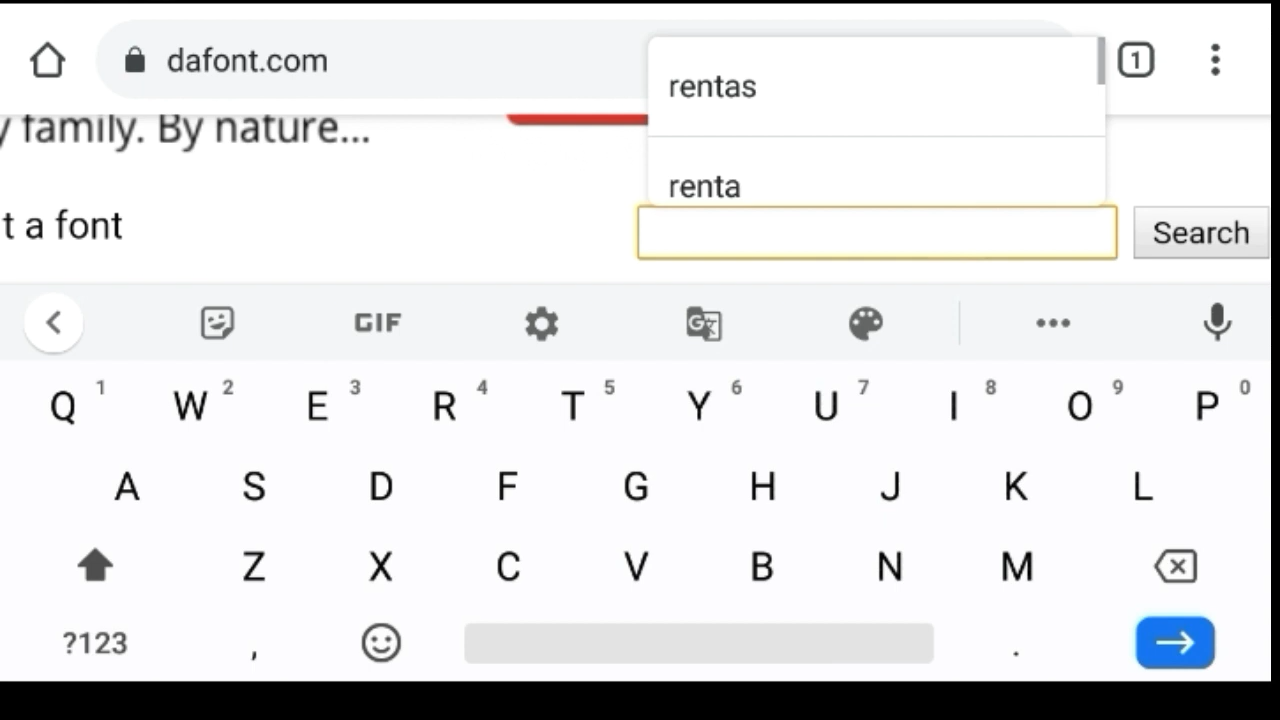 dafont.com
1
rentas
y family. By nature...
renta
t a font
Search
GIF
G
Q 1 W 2 E 3 R 4 T 5 Y 6 U 7 I 8 O 9 P 0
A S D F G H J K L
Z X C V B N M
?123 , .